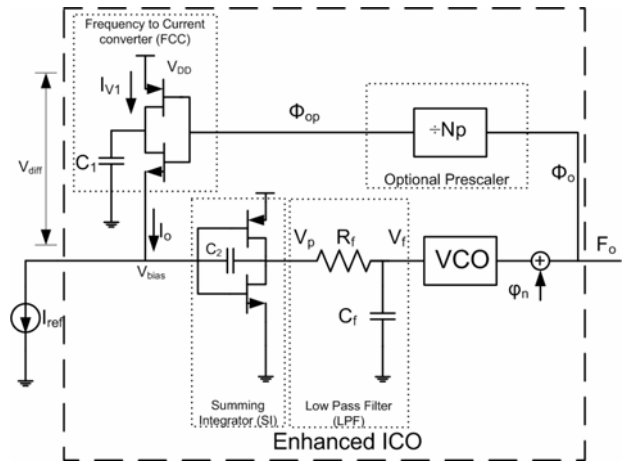 Frequency to Current
converter (FCC)
V_DD
I_V1
Φ_op
÷Np
C_1
Optional Prescaler
V_diff
Φ_o
I_o
C_2
V_p
R_f
V_f
VCO
F_o
V_bias
φ_n
I_ref
C_f
Summing
Integrator (SI)
Low Pass Filter
(LPF)
Enhanced ICO